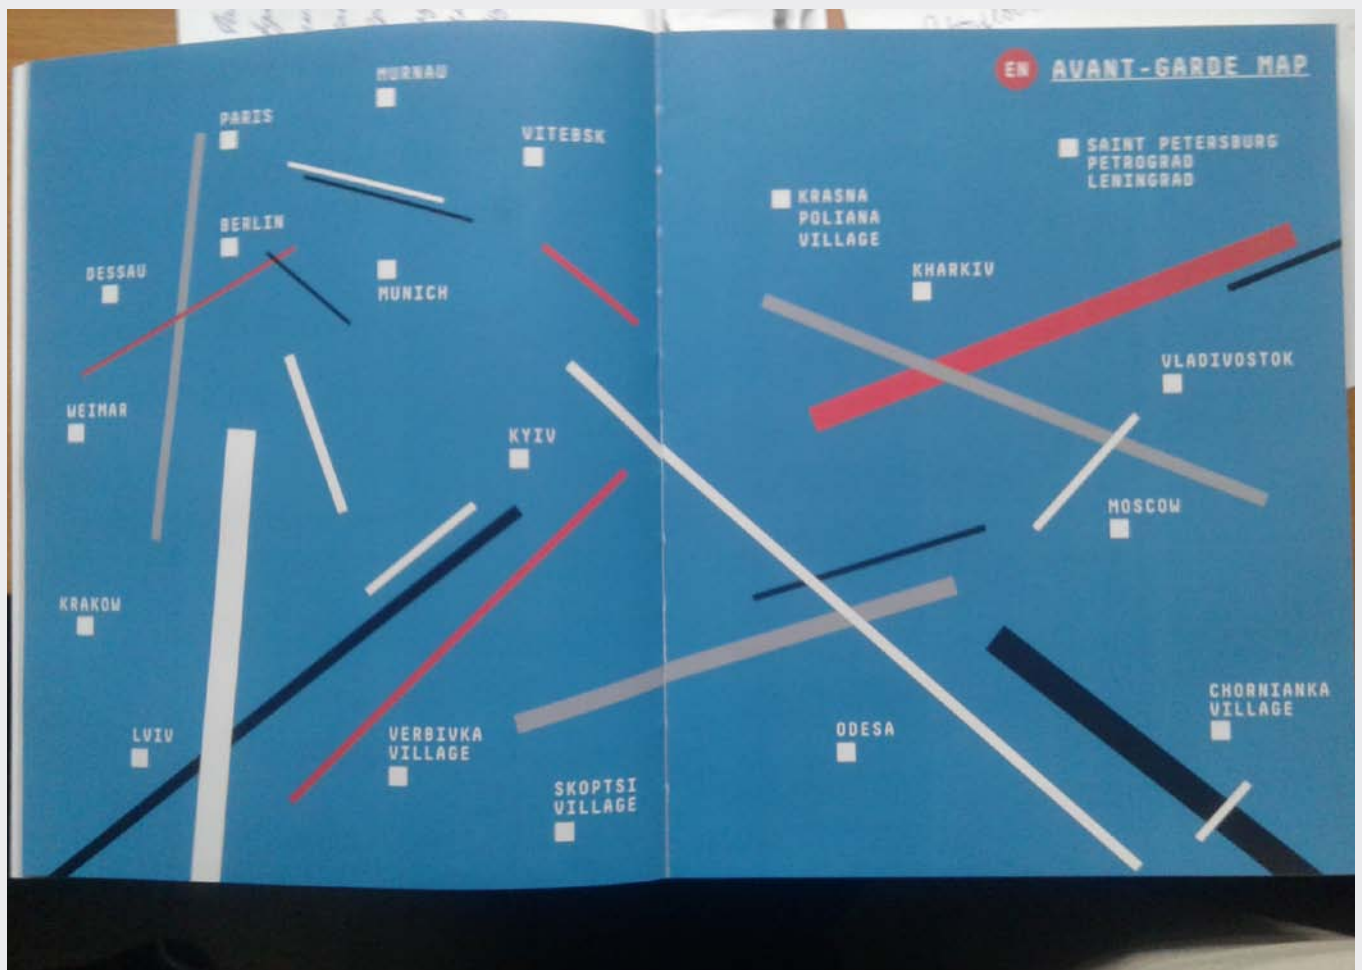 MURNAU
PARIS
VITEBSK
BERLIN
DESSAU
MUNICH
WEIMAR
KYIV
KRAKOW
LVIV
VERBIVKA
VILLAGE
SKOPTSI
VILLAGE
EN AVANT-GARDE MAP
SAINT PETERSBURG
PETROGRAD
LENINGRAD
KRASNA
POLIANA
VILLAGE
KHARKIV
VLADIVOSTOK
MOSCOW
CHORNIANKA
VILLAGE
ODESA